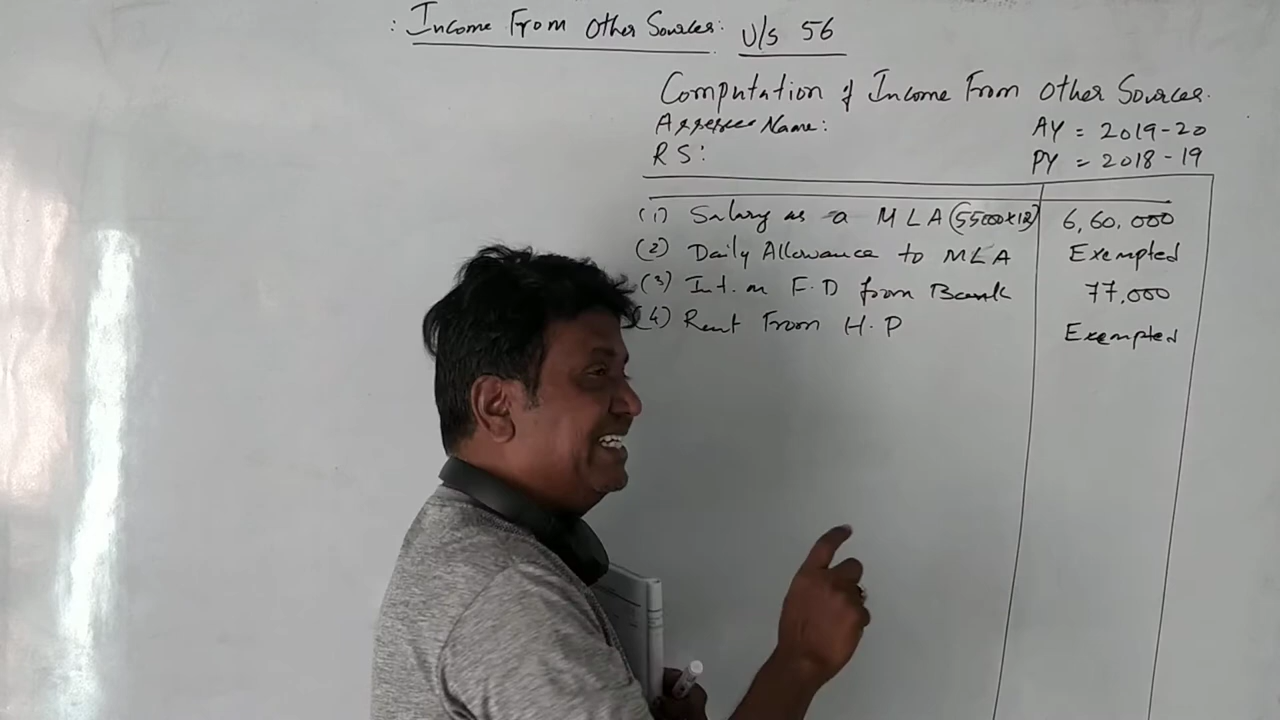 : Income From Other Sources: U/s 56
Computation of Income From Other Sources.
Assessee Name:
AY = 2019-20
R S:
PY = 2018-19
(1) Salary as a MLA (55000x12) 6,60,000
(2) Daily Allowance to MLA Exempted
(3) Int. on F.D from Bank 77,000
(4) Rent From H.P Exempted